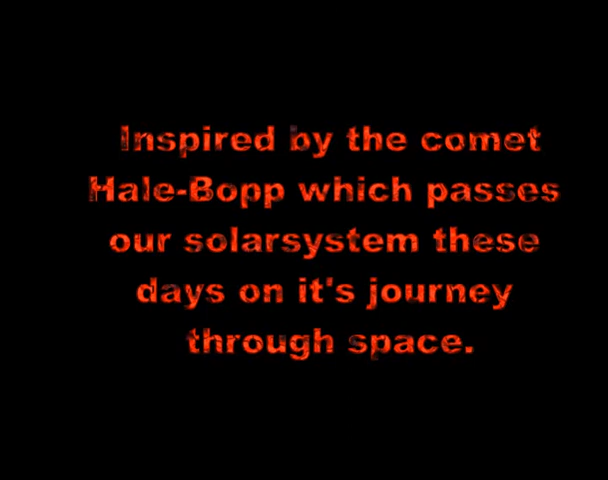 Inspired by the comet
Hale-Bopp which passes
our solarsystem these
days on it's journey
through space.